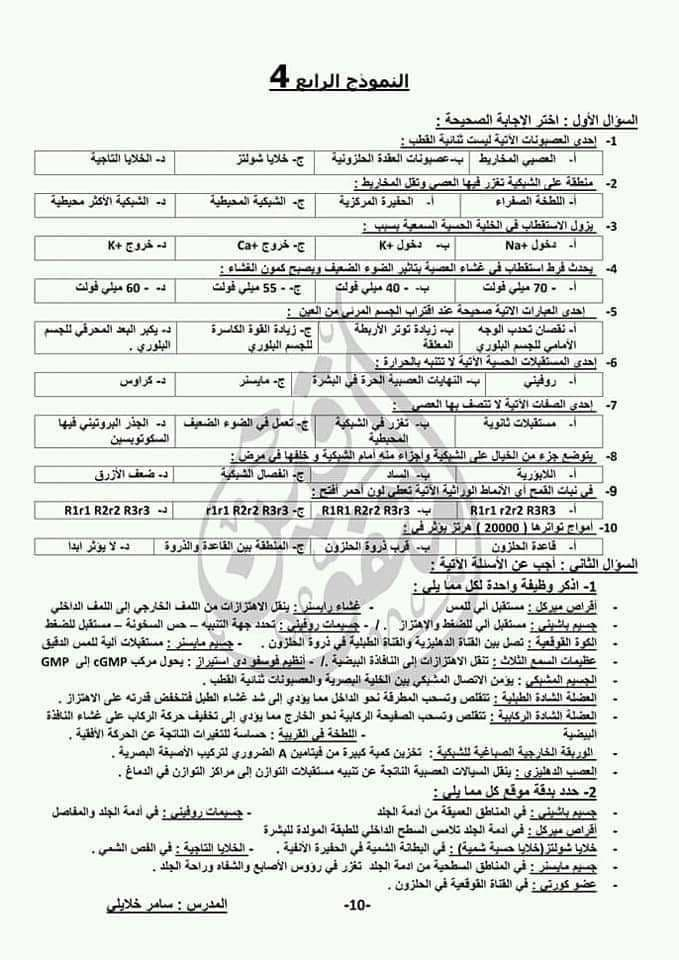 النموذج الرابع 4
السؤال الأول : اختر الاجابة الصحيحة :
1- إحدى العصبونات الآتية ليست ثنائية القطب :
أ- العصبي المخاريط ب-عصبونات العقدة الحلزونية ج- خلايا شولتز د- الخلايا التاجية
2- منطقة على الشبكية تغزر فيها العصي وتقل المخاريط :
أ- اللطخة الصفراء ب- الحفيرة المركزية ج- الشبكية المحيطية د- الشبكية الأكثر محيطية
3- يزول الاستقطاب في الخلية الحسية السمعية بسبب :
أ- دخول +Na ب- دخول +K ج- خروج +Ca د- خروج +K
4- يحدث فرط استقطاب في غشاء العصية بتاثير الضوء الضعيف ويصبح كمون الغشاء :
أ- - 70 ميلي فولت ب- - 40 ميلي فولت ج- - 55 ميلي فولت د- - 60 ميلي فولت
5- إحدى العبارات الاتية صحيحة عند اقتراب الجسم المرئي من العين :
أ- نقصان تحدب الوجه الأمامي للجسم البلوري ب- زيادة توتر الأربطة المعلقة ج- زيادة القوة الكاسرة للجسم البلوري د- يكبر البعد المحرقي للجسم البلوري .
6- إحدى المستقبلات الحسية الآتية لا تتنبه بالحرارة :
أ- روفيني ب- النهايات العصبية الحرة في البشرة ج- مايسنر د- كراوس
7- إحدى الصفات الآتية لا تتصف بها العصي :
أ- مستقبلات ثانوية ب- تغزر في الشبكية المحيطية ج- تعمل في الضوء الضعيف د- الجذر البروتيني فيها السكوتوبسين
8- يتوضع جزء من الخيال على الشبكية وأجزاء منه أمام الشبكية و خلفها في مرض :
أ- اللابؤرية ب- الساد ج- انفصال الشبكية د- ضعف الأزرق
9- في نبات القمح أي الأنماط الوراثية الآتية تعطي لون أحمر أفتح :
أ- R1r1 r2r2 R3R3 ب- R1R1 R2r2 R3r3 ج- r1r1 R2r2 R3r3 د- R1r1 R2r2 R3r3
10- امواج تواترها ( 20000 ) هرتز يؤثر في :
أ- قاعدة الحلزون ب- قرب ذروة الحلزون ج- المنطقة بين القاعدة والذروة د- لا يؤثر ابدا
السؤال الثاني : أجب عن الأسئلة الآتية :
1- اذكر وظيفة واحدة لكل مما يلي :
- أقراص ميركل : مستقبل آلي للمس - غشاء رايسنر : ينقل الاهتزازات من اللمف الخارجي إلى اللمف الداخلي
- جسيم باشيني : مستقبل آلي للضغط والاهتزاز . /- جسيمات روفيني : تحدد جهة التنبيه – حس السخونة – مستقبل للضغط
- الكوة القوقعية : تصل بين القناة الدهليزية والقناة الطبلية في ذروة الحلزون . - جسيم مايسنر : مستقبلات آلية للمس الدقيق
- عظيمات السمع الثلاث : تنقل الاهتزازات إلى النافذة البيضية ./- أنظيم فوسفو دي استيراز : يحول مركب cGMP إلى GMP
- الجسيم المشبكي : يؤمن الاتصال المشبكي بين الخلية البصرية والعصبونات ثنائية القطب .
- العضلة الشادة الطبلية : تتقلص وتسحب المطرقة نحو الداخل مما يؤدي إلى شد غشاء الطبل فتنخفض قدرته على الاهتزاز .
- العضلة الشادة الركابية : تتقلص وتسحب الصفيحة الركابية نحو الخارج مما يؤدي إلى تخفيف حركة الركاب على غشاء النافذة
البيضية - اللطخة في القريبة : حساسة للتغيرات الناتجة عن الحركة الأفقية .
- الوريقة الخارجية الصباغية للشبكية : تخزين كمية كبيرة من فيتامين A الضروري لتركيب الأصبغة البصرية .
- العصب الدهليزي : ينقل السيالات العصبية الناتجة عن تنبيه مستقبلات التوازن إلى مراكز التوازن في الدماغ .
2- حدد بدقة موقع كل مما يلي :
- جسيم باشيني : في المناطق العميقة من أدمة الجلد - جسيمات روفيني : في أدمة الجلد والمفاصل
- أقراص ميركل : في أدمة الجلد تلامس السطح الداخلي للطبقة المولدة للبشرة
- خلايا شولتز(خلايا حسية شمية) : في البطانة الشمية في الحفيرة الأنفية . - الخلايا التاجية : في الفص الشمي .
- جسيم مايسنر : في المناطق السطحية من ادمة الجلد تغزر في رؤوس الأصابع والشفاه وراحة الجلد .
- عضو كورتي : في القناة القوقعية في الحلزون .
-10- المدرس : سامر خلايلي